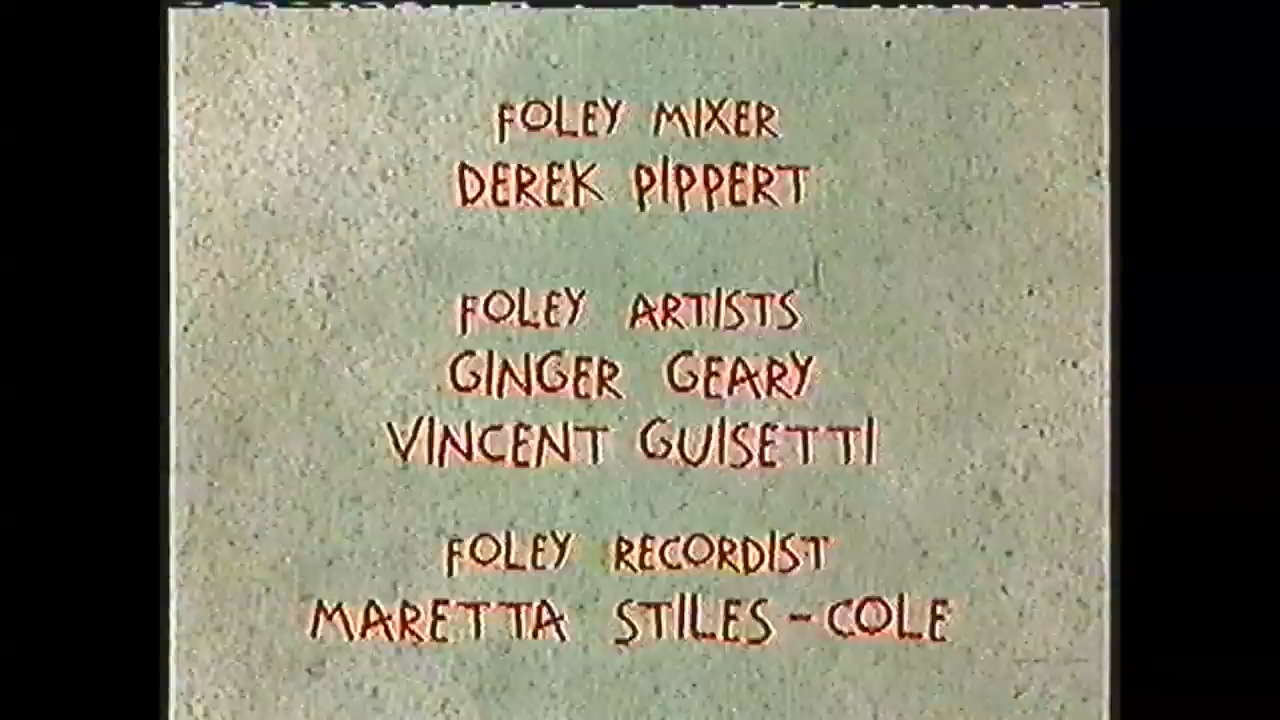 FOLEY MIXER
DEREK PIPPERT
FOLEY ARTISTS
GINGER GEARY
VINCENT GUISETTI
FOLEY RECORDIST
MARETTA STILES-COLE